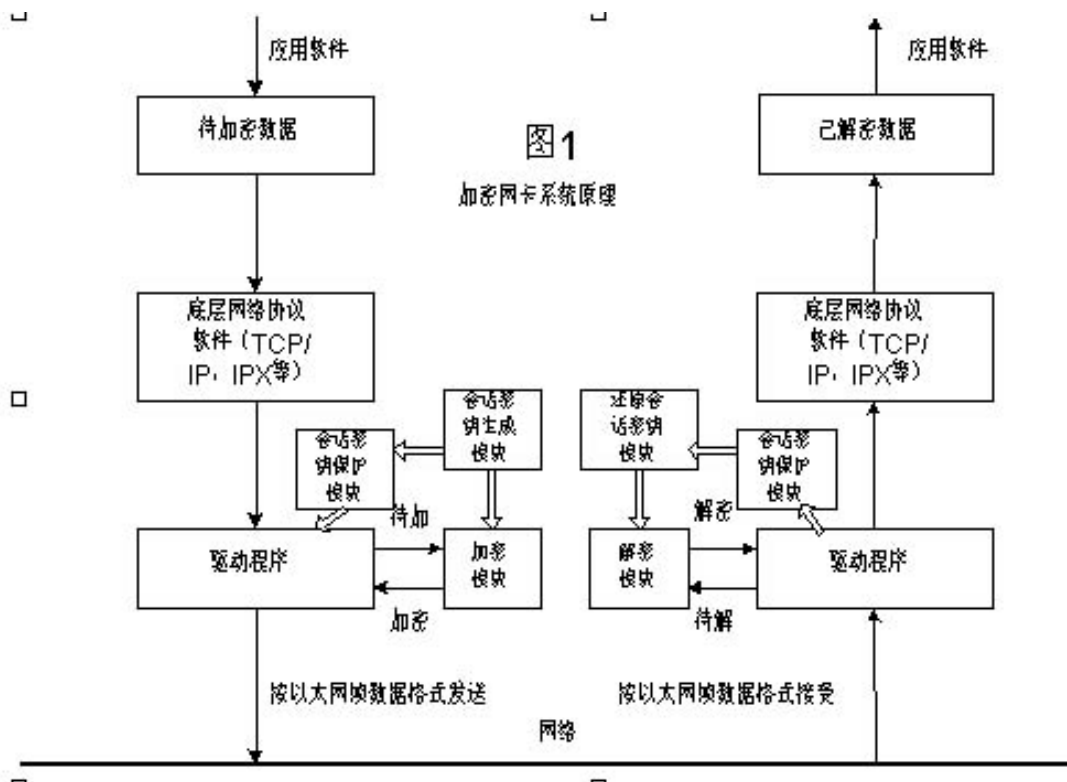 应用软件
待加密数据
图1
加密网卡系统原理
应用软件
已解密数据
底层网络协议
软件（TCP/
IP，IPX等）
底层网络协议
软件（TCP/
IP，IPX等）
会话密
钥生成
模块
会话密
钥保护
模块
还原会
话密钥
模块
会话密
钥保护
模块
待加
解密
驱动程序
加密
模块
解密
模块
驱动程序
加密
待解
按以太网帧数据格式发送
按以太网帧数据格式接受
网络